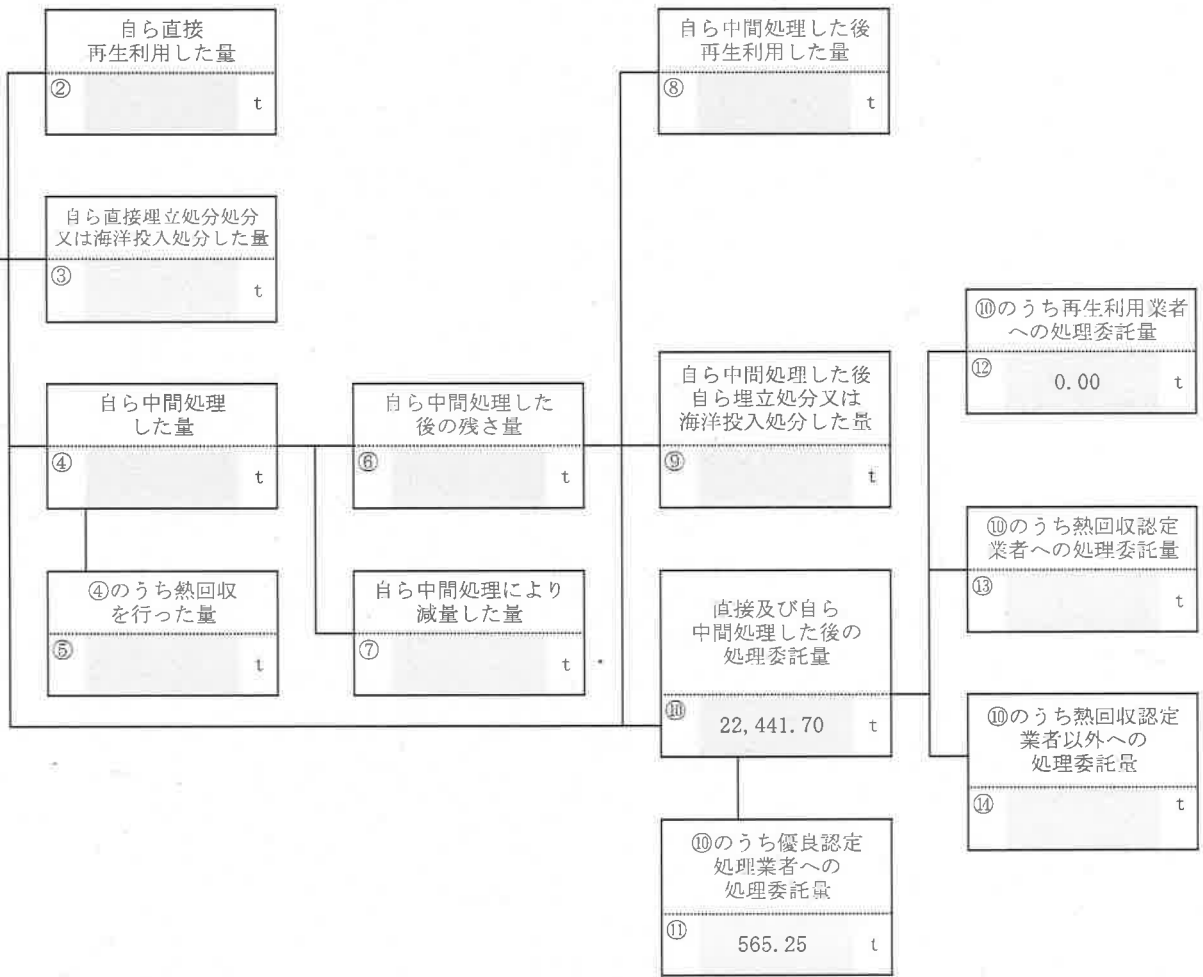 自ら直接
再生利用した量
②
t
自ら中間処理した後
再生利用した量
⑧
t
自ら直接埋立処分処分
又は海洋投入処分した量
③
t
⑩のうち再生利用業者
への処理委託量
⑫
0.00
t
自ら中間処理
した量
④
t
自ら中間処理した
後の残さ量
⑥
t
自ら中間処理した後
自ら埋立処分又は
海洋投入処分した量
⑨
t
⑩のうち熱回収認定
業者への処理委託量
⑬
t
④のうち熱回収
を行った量
⑤
t
自ら中間処理により
減量した量
⑦
t
直接及び自ら
中間処理した後の
処理委託量
⑩
22,441.70
t
⑩のうち熱回収認定
業者以外への
処理委託量
⑭
t
⑩のうち優良認定
処理業者への
処理委託量
⑪
565.25
t